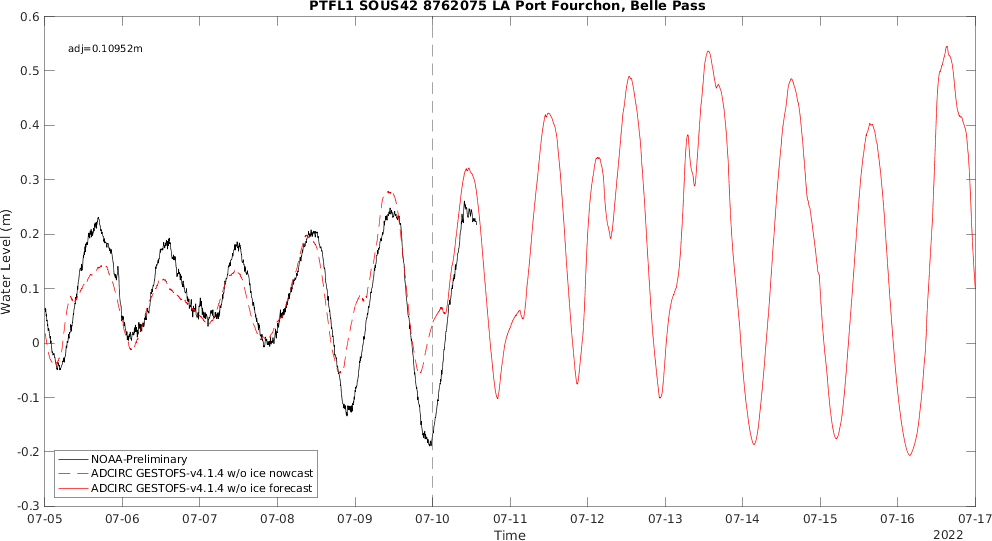 PTFL1 SOUS42 8762075 LA Port Fourchon, Belle Pass
0.6
adj=0.10952m
0.5
0.4
0.3
0.2
0.1
0
-0.1
-0.2
-0.3
Water Level (m)
NOAA-Preliminary
ADCIRC GESTOFS-v4.1.4 w/o ice nowcast
ADCIRC GESTOFS-v4.1.4 w/o ice forecast
07-05 07-06 07-07 07-08 07-09 07-10 07-11 07-12 07-13 07-14 07-15 07-16 07-17
Time
2022